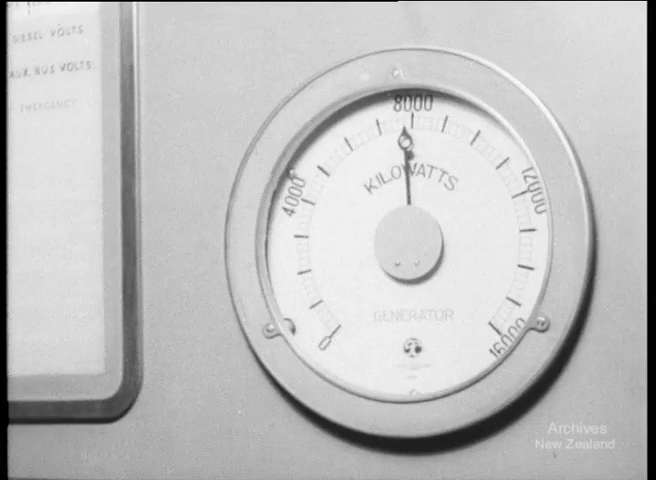 DIESEL VOLTS
AUX. BUS VOLTS
EMERGENCY
8000
4000
12000
KILOWATTS
GENERATOR
0
16000
Archives
New Zealand